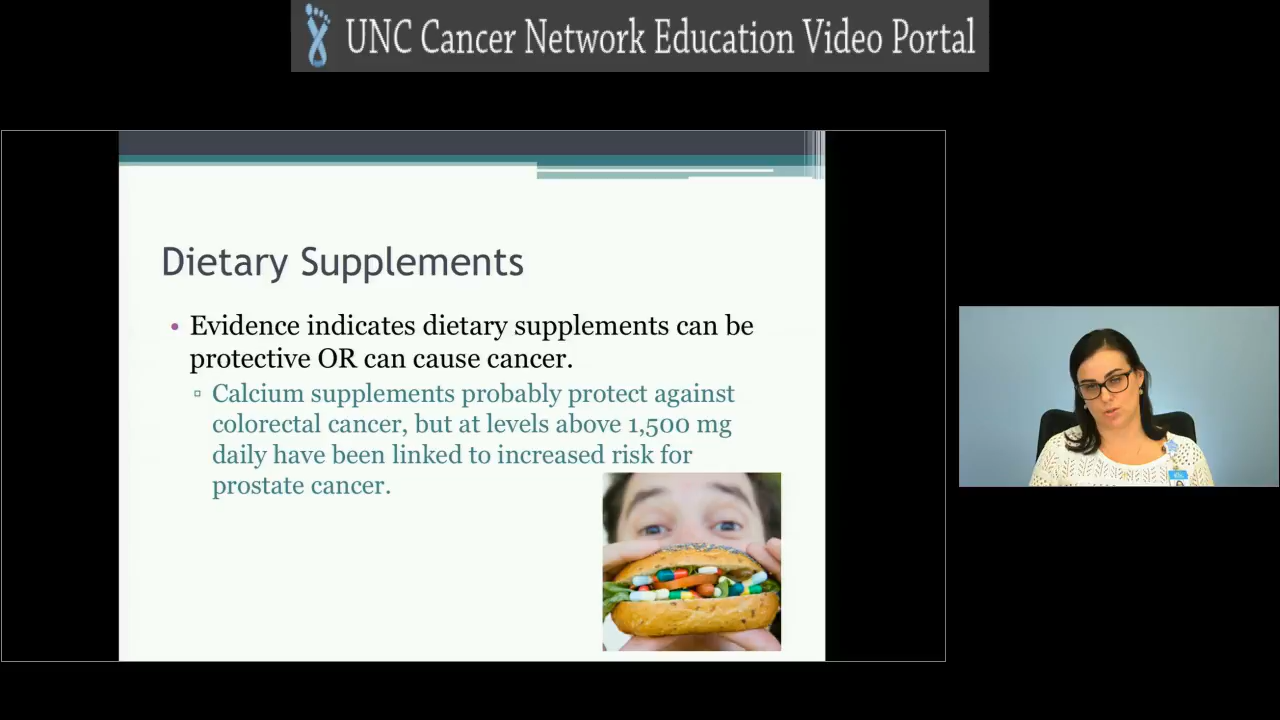 UNC Cancer Network Education Video Portal
Dietary Supplements
• Evidence indicates dietary supplements can be
protective OR can cause cancer.
▫ Calcium supplements probably protect against
colorectal cancer, but at levels above 1,500 mg
daily have been linked to increased risk for
prostate cancer.